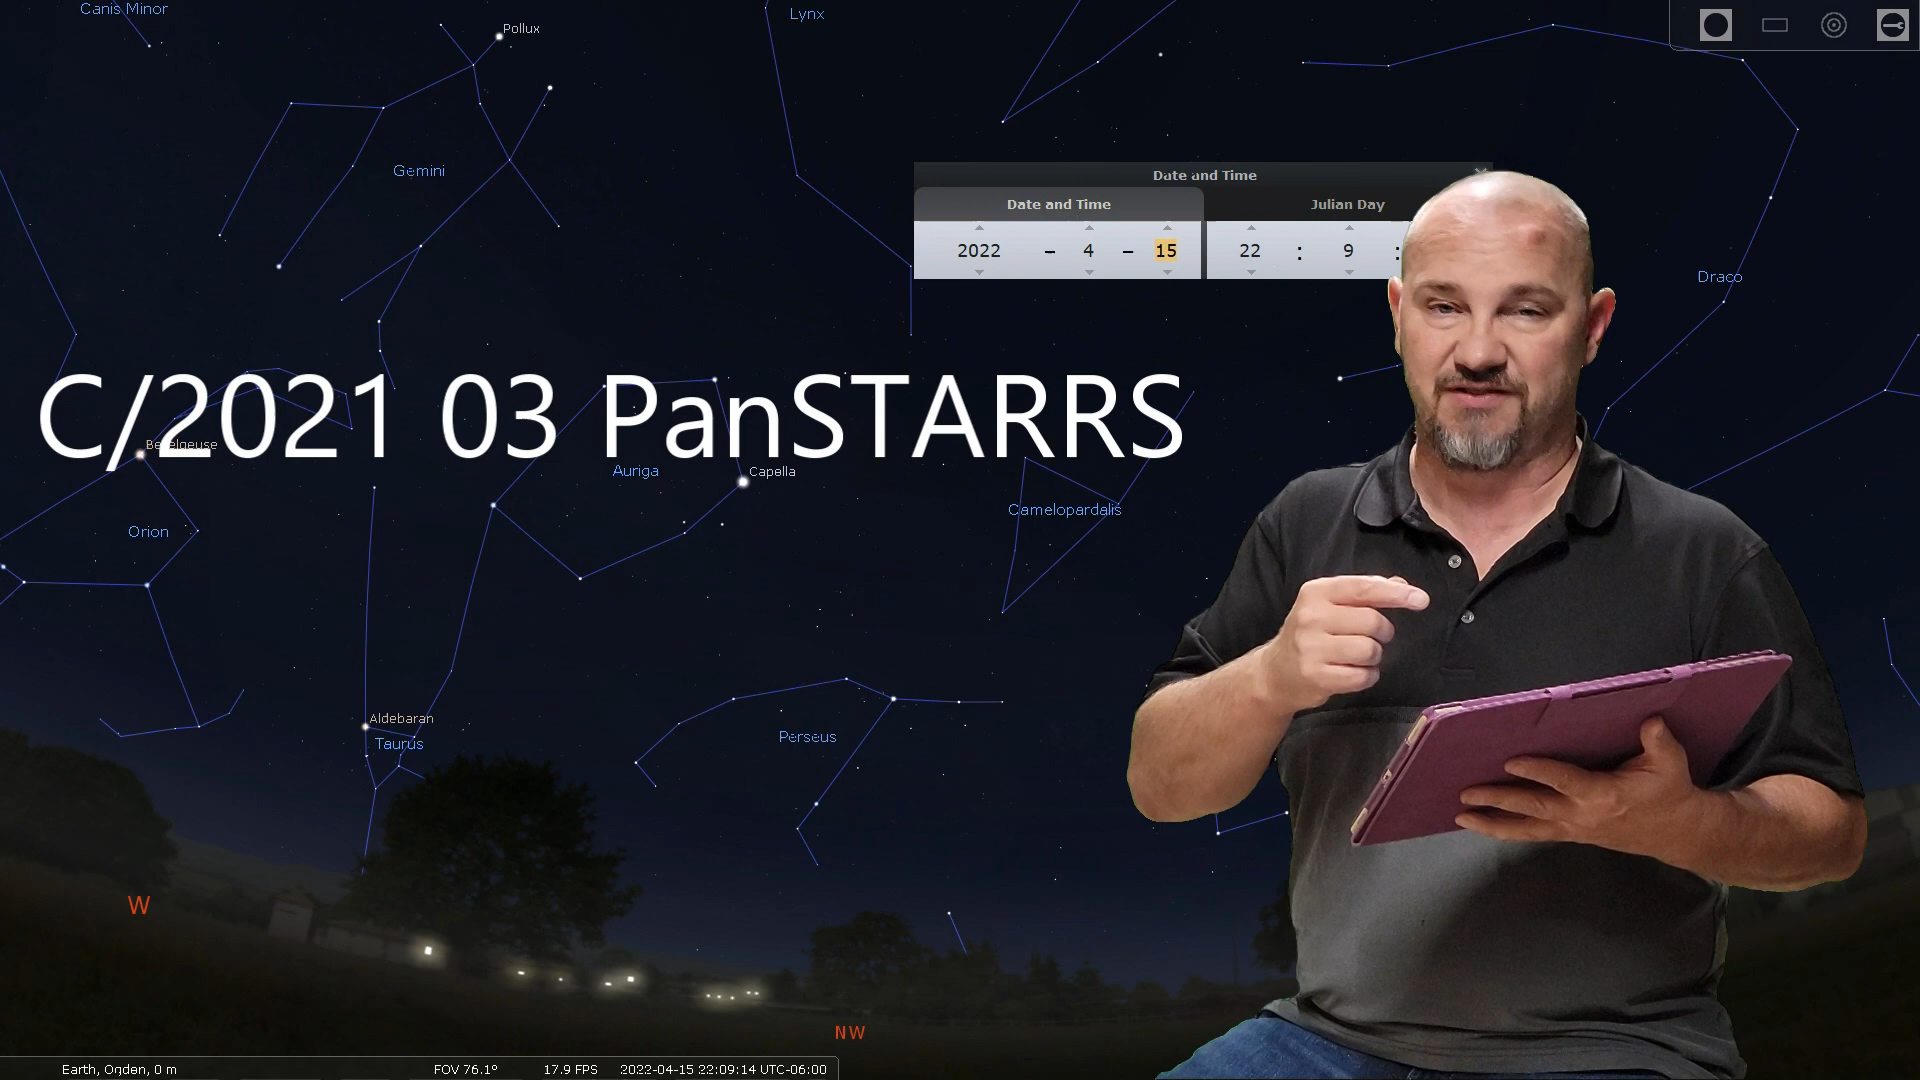 Canis Minor
Lynx
Pollux
Gemini
Date and Time
Date and Time
Julian Day
2022 - 4 - 15
22 : 9 :
Draco
C/2021 03 PanSTARRS
Betelgeuse
Auriga
Capella
Camelopardalis
Orion
Aldebaran
Taurus
Perseus
W
NW
Earth, Ogden, 0 m
FOV 76.1°
17.9 FPS
2022-04-15 22:09:14 UTC-06:00